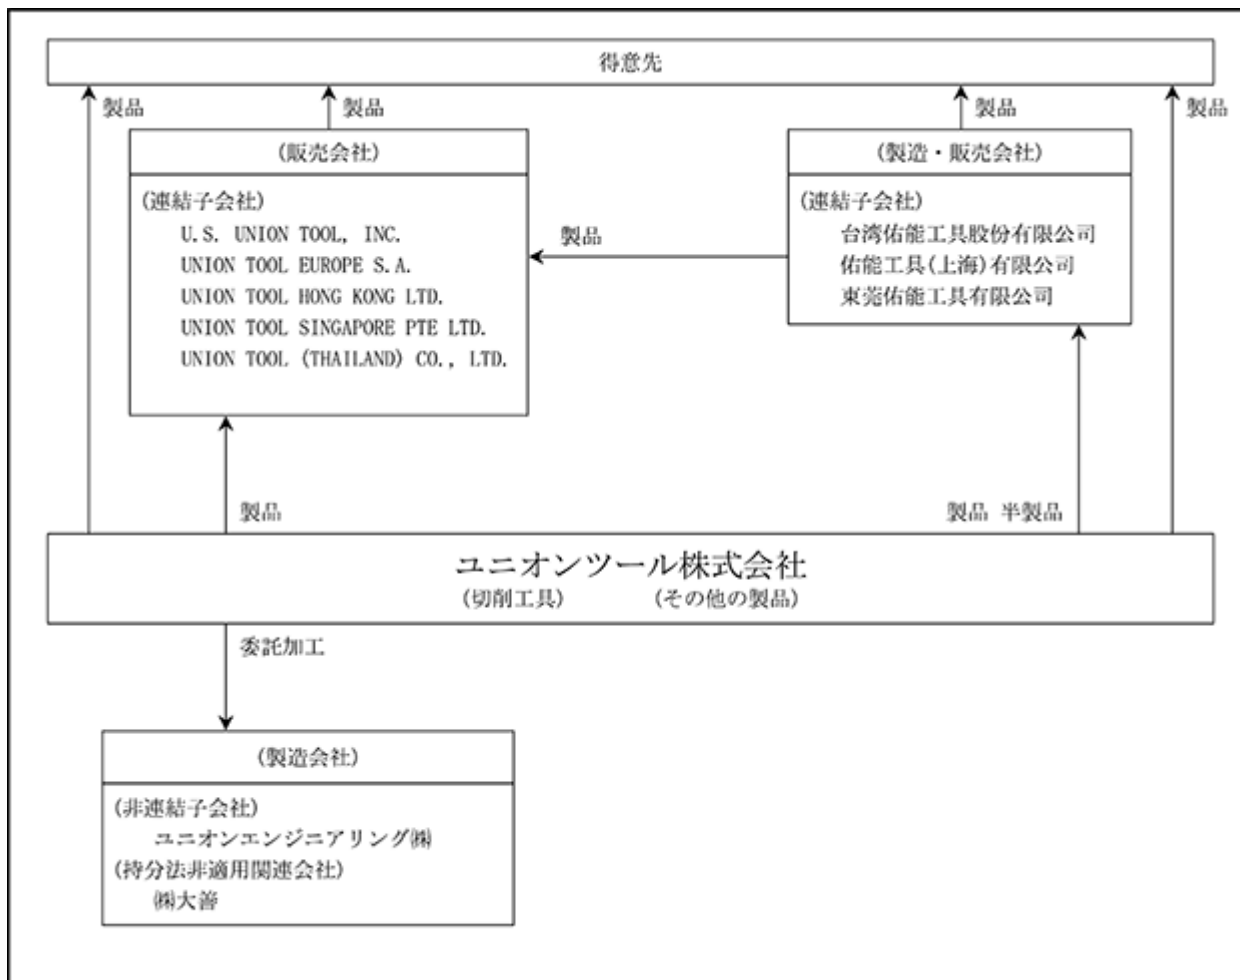 得意先
製品
製品
製品
製品
(販売会社)
(連結子会社)
U.S. UNION TOOL, INC.
UNION TOOL EUROPE S.A.
UNION TOOL HONG KONG LTD.
UNION TOOL SINGAPORE PTE LTD.
UNION TOOL (THAILAND) CO., LTD.
製品
(製造・販売会社)
(連結子会社)
台湾佑能工具股份有限公司
佑能工具(上海)有限公司
東莞佑能工具有限公司
製品
製品 半製品
ユニオンツール株式会社
(切削工具) (その他の製品)
委託加工
(製造会社)
(非連結子会社)
ユニオンエンジニアリング㈱
(持分法非適用関連会社)
㈱大善